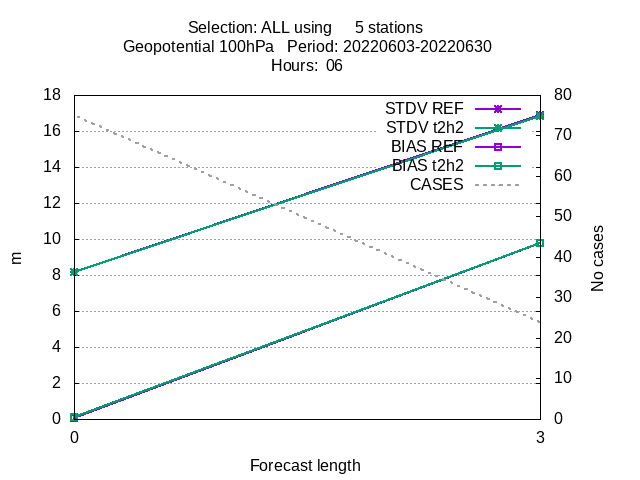 Selection: ALL using 5 stations
Geopotential 100hPa Period: 20220603-20220630
Hours: 06
18
16
14
12
10
8
6
4
2
0
m
80
70
60
50
40
30
20
10
0
No cases
STDV REF
STDV t2h2
BIAS REF
BIAS t2h2
CASES
0
3
Forecast length